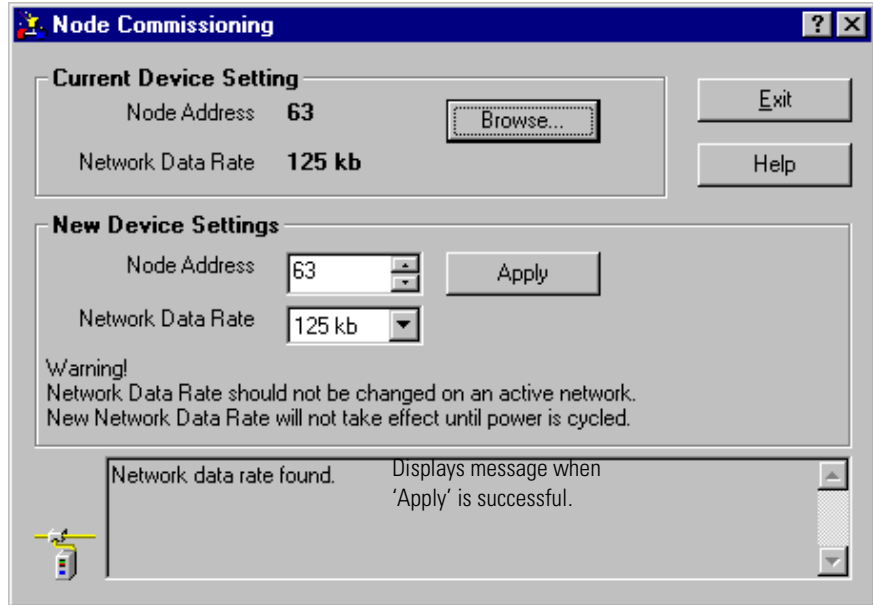 Node Commissioning
Current Device Setting
Node Address 63
Browse...
Exit
Network Data Rate 125 kb
Help
New Device Settings
Node Address 63
Apply
Network Data Rate 125 kb
Warning!
Network Data Rate should not be changed on an active network.
New Network Data Rate will not take effect until power is cycled.
Network data rate found.
Displays message when
‘Apply’ is successful.